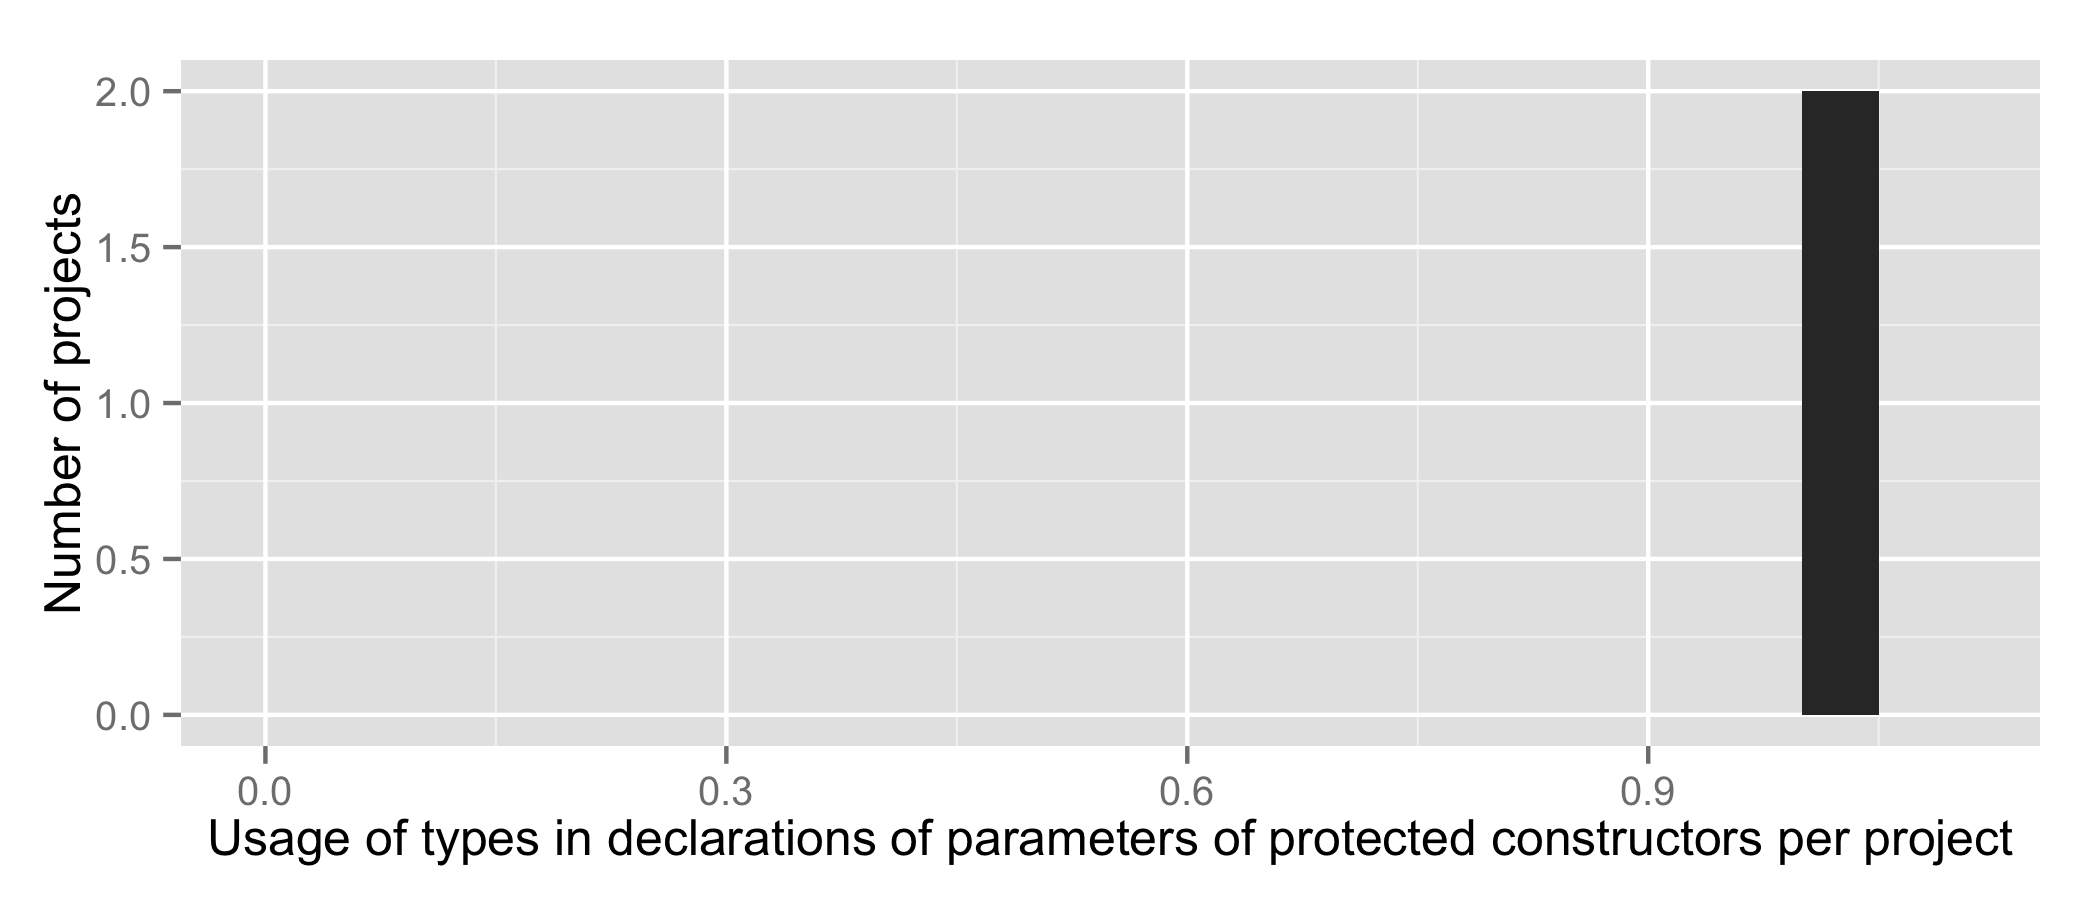 Number of projects
2.0
1.5
1.0
0.5
0.0
0.0 0.3 0.6 0.9
Usage of types in declarations of parameters of protected constructors per project